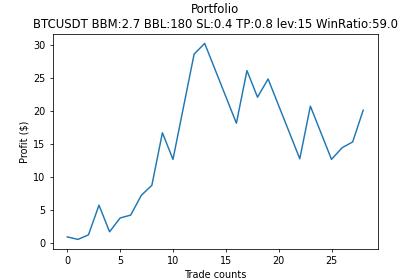 Portfolio
BTCUSDT BBM:2.7 BBL:180 SL:0.4 TP:0.8 lev:15 WinRatio:59.0
30
25
20
15
10
5
0
Profit ($)
0 5 10 15 20 25
Trade counts